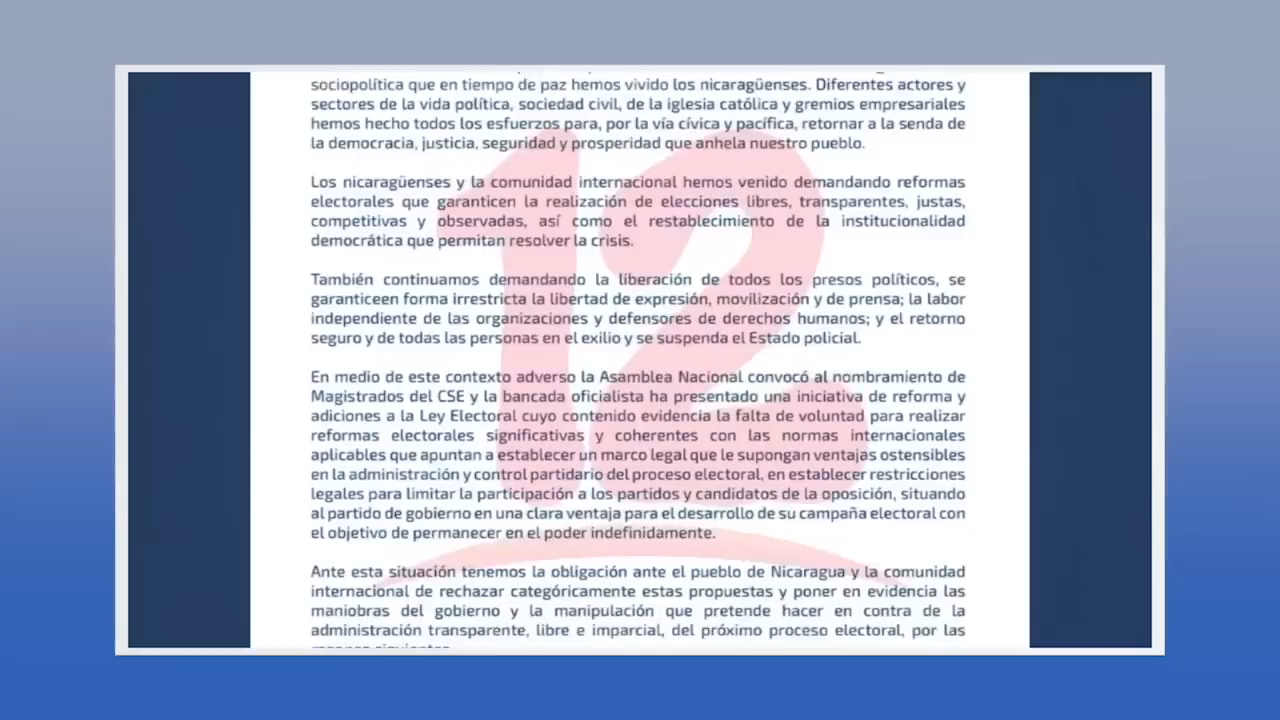 sociopolítica que en tiempo de paz hemos vivido los nicaragüenses. Diferentes actores y
sectores de la vida política, sociedad civil, de la iglesia católica y gremios empresariales
hemos hecho todos los esfuerzos para, por la vía cívica y pacífica, retornar a la senda de
la democracia, justicia, seguridad y prosperidad que anhela nuestro pueblo.
Los nicaragüenses y la comunidad internacional hemos venido demandando reformas
electorales que garanticen la realización de elecciones libres, transparentes, justas,
competitivas y observadas, así como el restablecimiento de la institucionalidad
democrática que permitan resolver la crisis.
También continuamos demandando la liberación de todos los presos políticos, se
garanticeen forma irrestricta la libertad de expresión, movilización y de prensa; la labor
independiente de las organizaciones y defensores de derechos humanos; y el retorno
seguro y de todas las personas en el exilio y se suspenda el Estado policial.
En medio de este contexto adverso la Asamblea Nacional convocó al nombramiento de
Magistrados del CSE y la bancada oficialista ha presentado una iniciativa de reforma y
adiciones a la Ley Electoral cuyo contenido evidencia la falta de voluntad para realizar
reformas electorales significativas y coherentes con las normas internacionales
aplicables que apuntan a establecer un marco legal que le supongan ventajas ostensibles
en la administración y control partidario del proceso electoral, en establecer restricciones
legales para limitar la participación a los partidos y candidatos de la oposición, situando
al partido de gobierno en una clara ventaja para el desarrollo de su campaña electoral con
el objetivo de permanecer en el poder indefinidamente.
Ante esta situación tenemos la obligación ante el pueblo de Nicaragua y la comunidad
internacional de rechazar categóricamente estas propuestas y poner en evidencia las
maniobras del gobierno y la manipulación que pretende hacer en contra de la
administración transparente, libre e imparcial, del próximo proceso electoral, por las
12